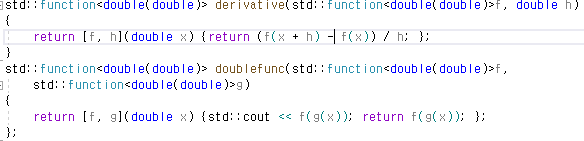 std::function<double(double)> derivative(std::function<double(double)>f, double h)
{
return [f, h](double x) {return (f(x + h) - f(x)) / h; };
}
std::function<double(double)> doublefunc(std::function<double(double)>f,
std::function<double(double)>g)
{
return [f, g](double x) {std::cout << f(g(x)); return f(g(x)); };
};